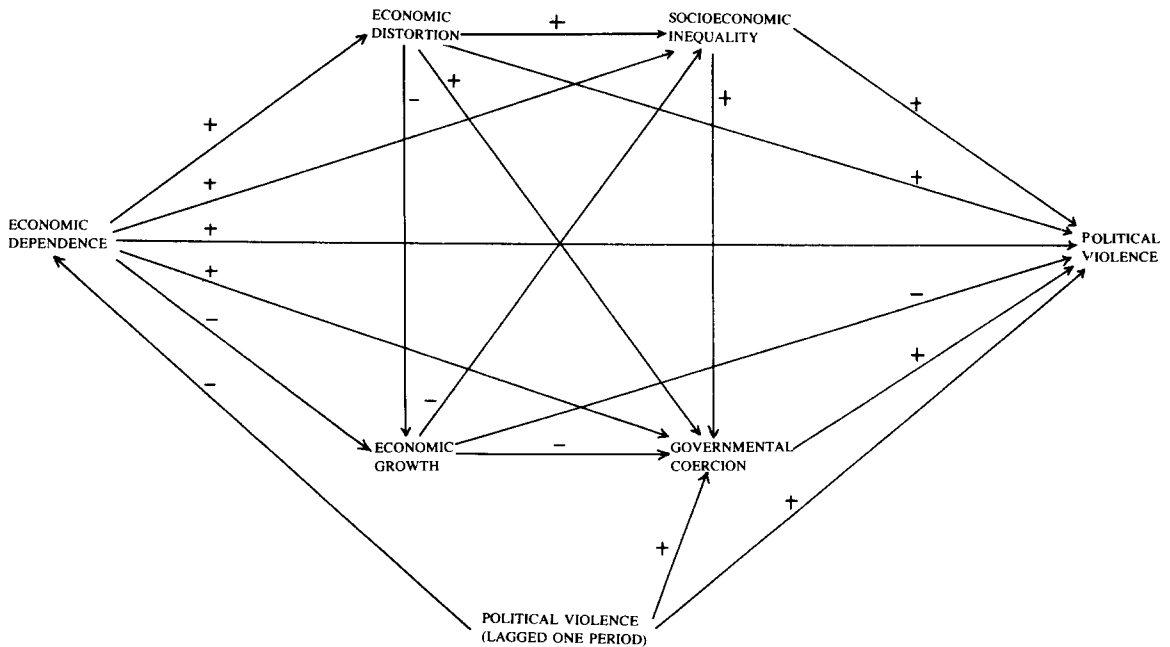 ECONOMIC
DISTORTION
SOCIOECONOMIC
INEQUALITY
+
+
−
+
+
+
+
+
ECONOMIC
DEPENDENCE
+
POLITICAL
VIOLENCE
+
−
−
+
−
−
−
ECONOMIC
GROWTH
GOVERNMENTAL
COERCION
+
+
POLITICAL VIOLENCE
(LAGGED ONE PERIOD)